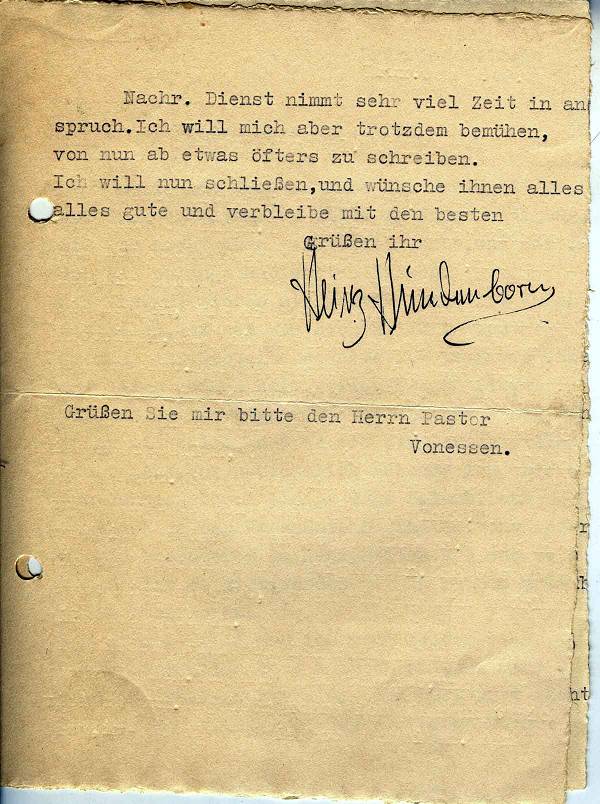 Nachr. Dienst nimmt sehr viel Zeit in an
spruch.Ich will mich aber trotzdem bemühen,
von nun ab etwas öfters zu schreiben.
Ich will nun schließen,und wünsche ihnen alles
alles gute und verbleibe mit den besten
Grüßen ihr
Heinz Hündenborn
Grüßen Sie mir bitte den Herrn Pastor
Vonessen.